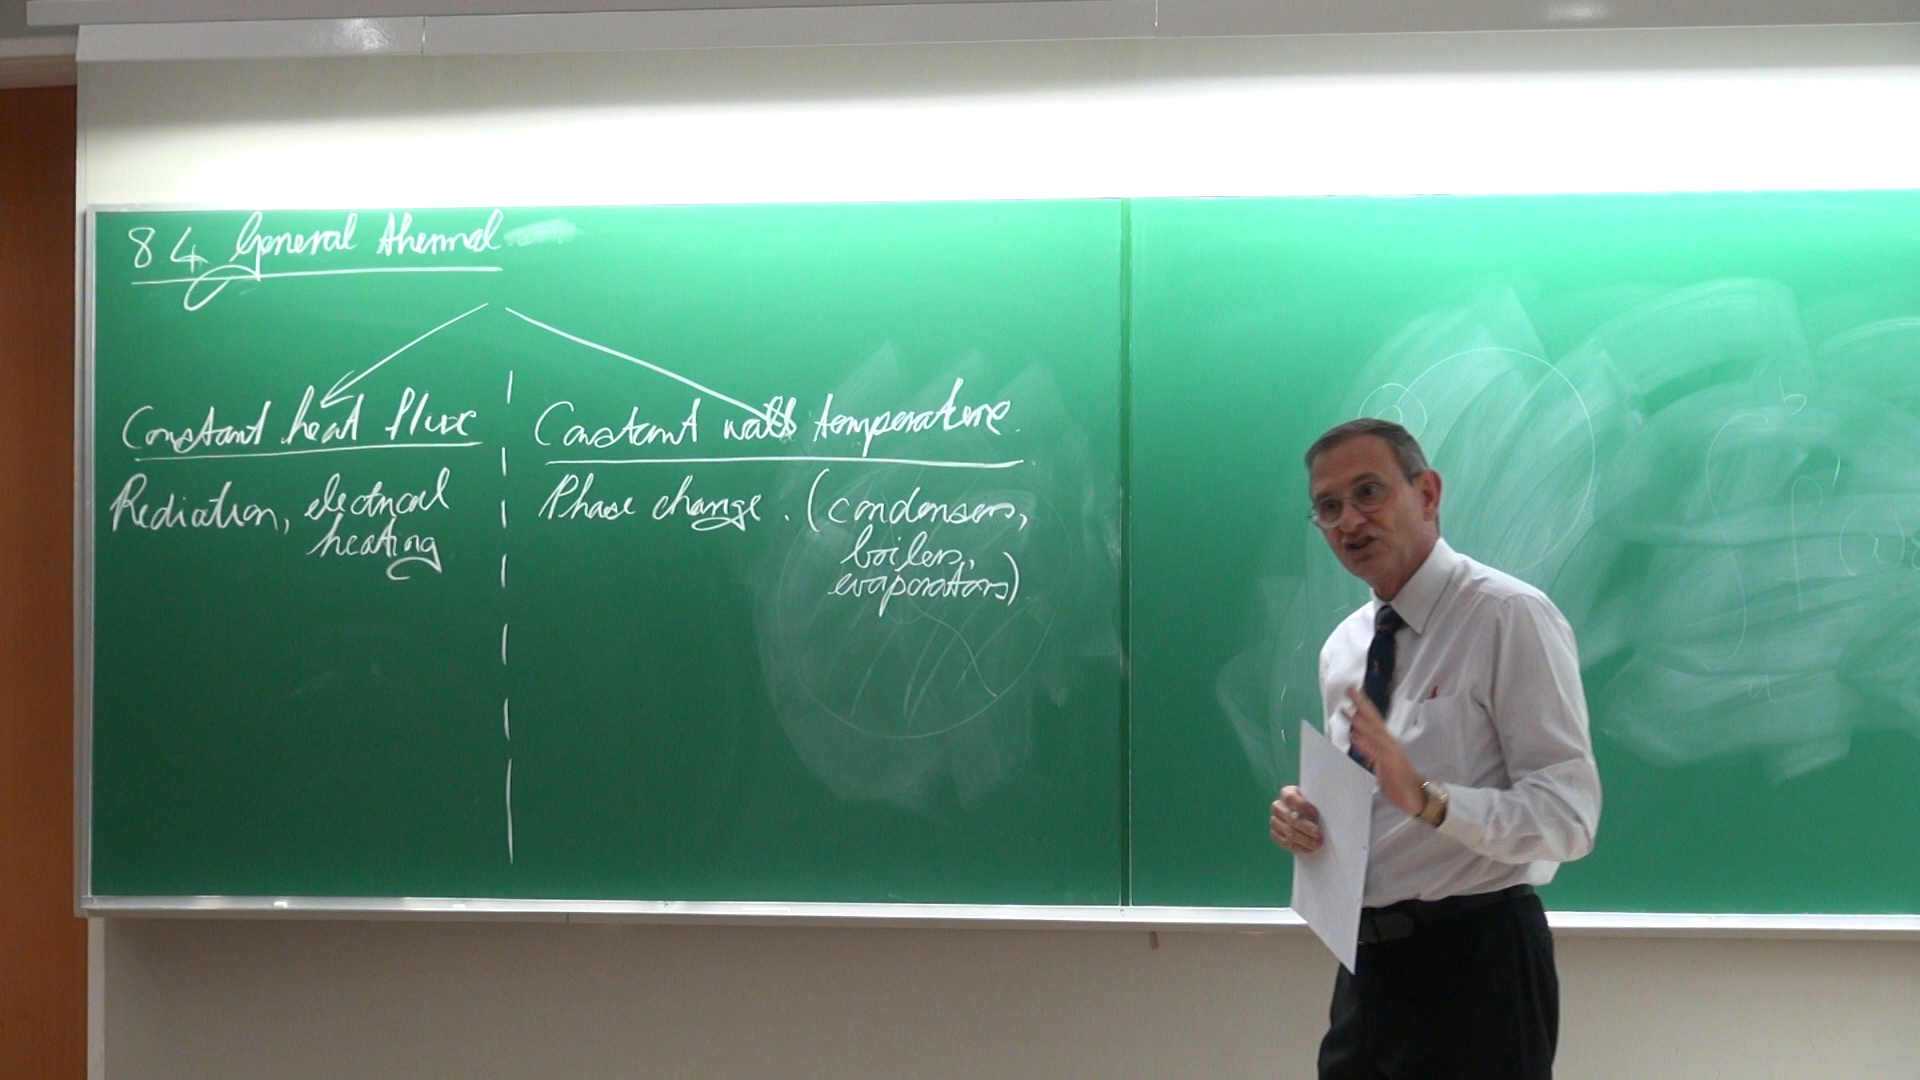 8 4 General thermal
Constant heat flux
Radiation, electrical
heating
Constant wall temperature.
Phase change. (condensers,
boilers,
evaporators)